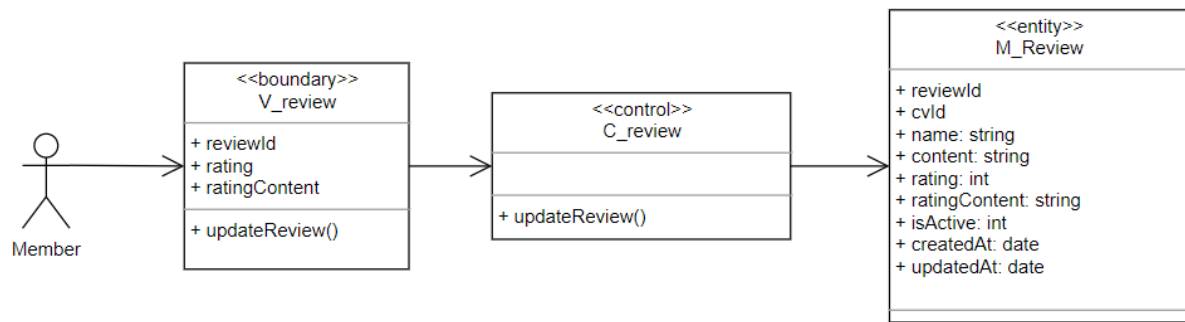 Member
<<boundary>>
V_review
+ reviewId
+ rating
+ ratingContent
+ updateReview()
<<control>>
C_review
+ updateReview()
<<entity>>
M_Review
+ reviewId
+ cvId
+ name: string
+ content: string
+ rating: int
+ ratingContent: string
+ isActive: int
+ createdAt: date
+ updatedAt: date